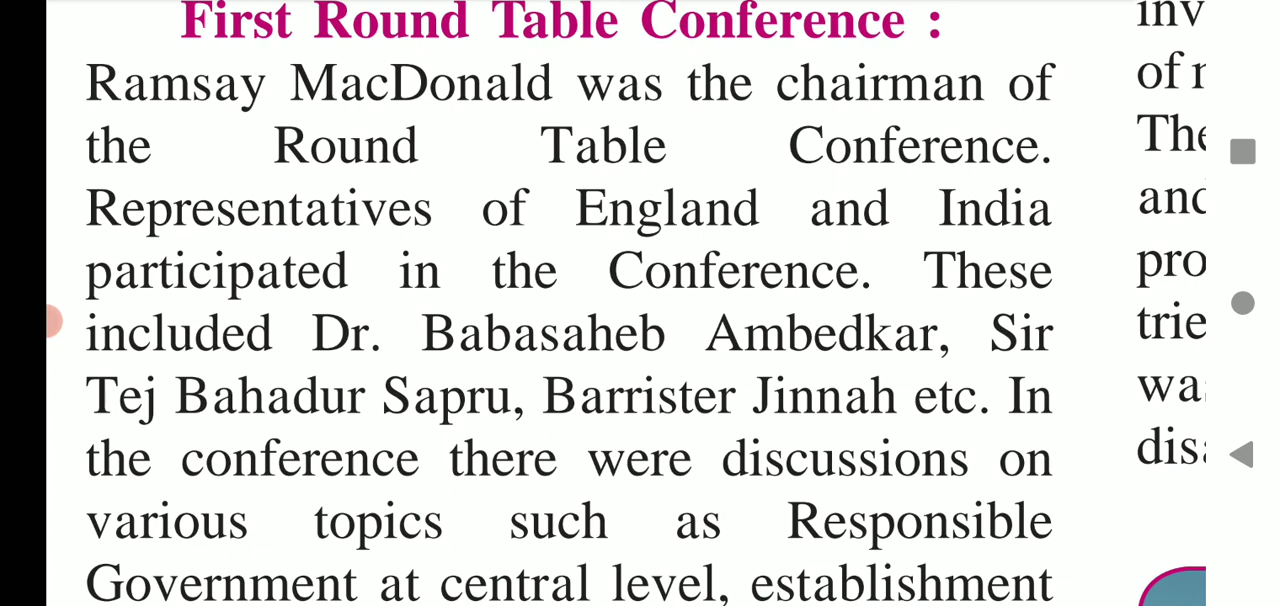 First Round Table Conference :
Ramsay MacDonald was the chairman of
the Round Table Conference.
Representatives of England and India
participated in the Conference. These
included Dr. Babasaheb Ambedkar, Sir
Tej Bahadur Sapru, Barrister Jinnah etc. In
the conference there were discussions on
various topics such as Responsible
Government at central level, establishment
of
and